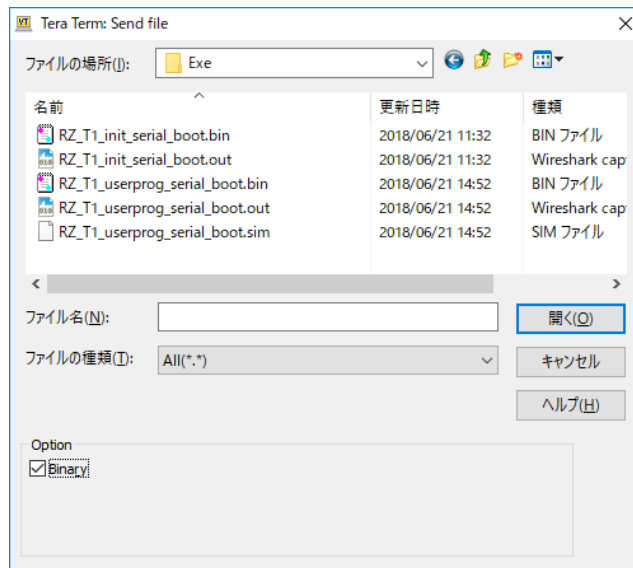 Tera Term: Send file
ファイルの場所(I):
Exe
名前 更新日時 種類
RZ_T1_init_serial_boot.bin 2018/06/21 11:32 BIN ファイル
RZ_T1_init_serial_boot.out 2018/06/21 11:32 Wireshark cap
RZ_T1_userprog_serial_boot.bin 2018/06/21 14:52 BIN ファイル
RZ_T1_userprog_serial_boot.out 2018/06/21 14:52 Wireshark cap
RZ_T1_userprog_serial_boot.sim 2018/06/21 14:52 SIM ファイル
ファイル名(N):
開く(O)
ファイルの種類(T):
All(*.*)
キャンセル
ヘルプ(H)
Option
Binary